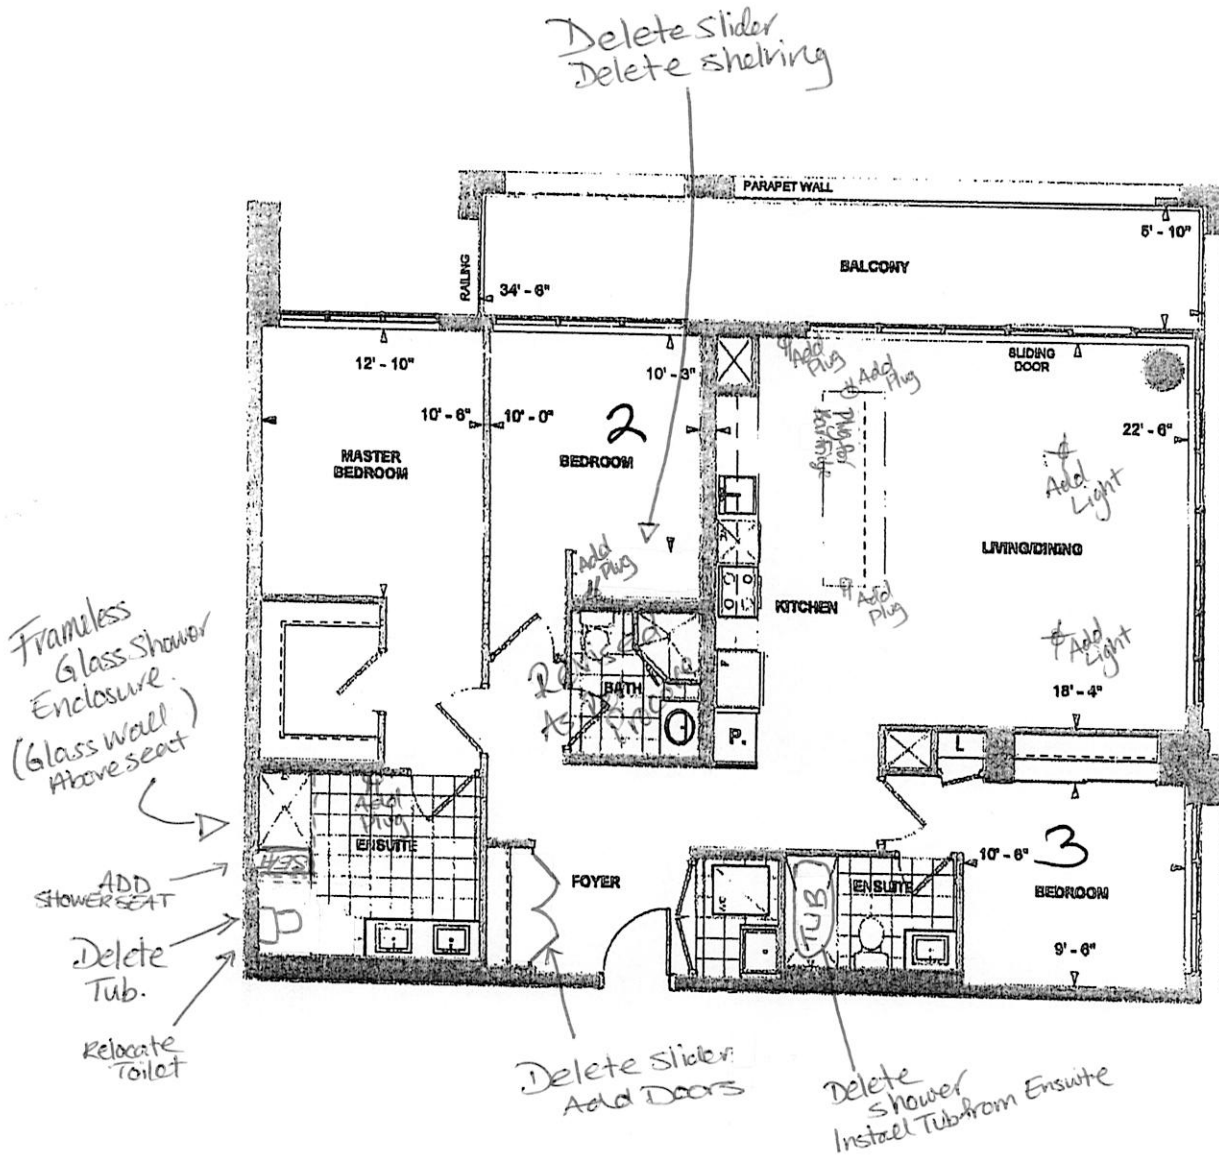 Delete Slider
Delete shelving
PARAPET WALL
5' - 10"
BALCONY
RAILING
34' - 6"
12' - 10"
10' - 3"
Add
Plug
Add
Plug
SLIDING
DOOR
10' - 6"
10' - 0"
2
22' - 6"
MASTER
BEDROOM
BEDROOM
Add
Light
LIVING/DINING
Add
Plug
KITCHEN
Add
Plug
Add
Light
18' - 4"
Frameless
Glass Shower
Enclosure.
(Glass wall)
Above seat
Revised
As Per
BATH
P.
L
Add
Plug
ENSUITE
SEAT
ADD
SHOWER SEAT
FOYER
TUB
ENSUITE
10' - 6"
3
BEDROOM
9' - 6"
Delete
Tub.
Relocate
Toilet
Delete Slider
Add Doors
Delete
Shower
Install Tub from Ensuite